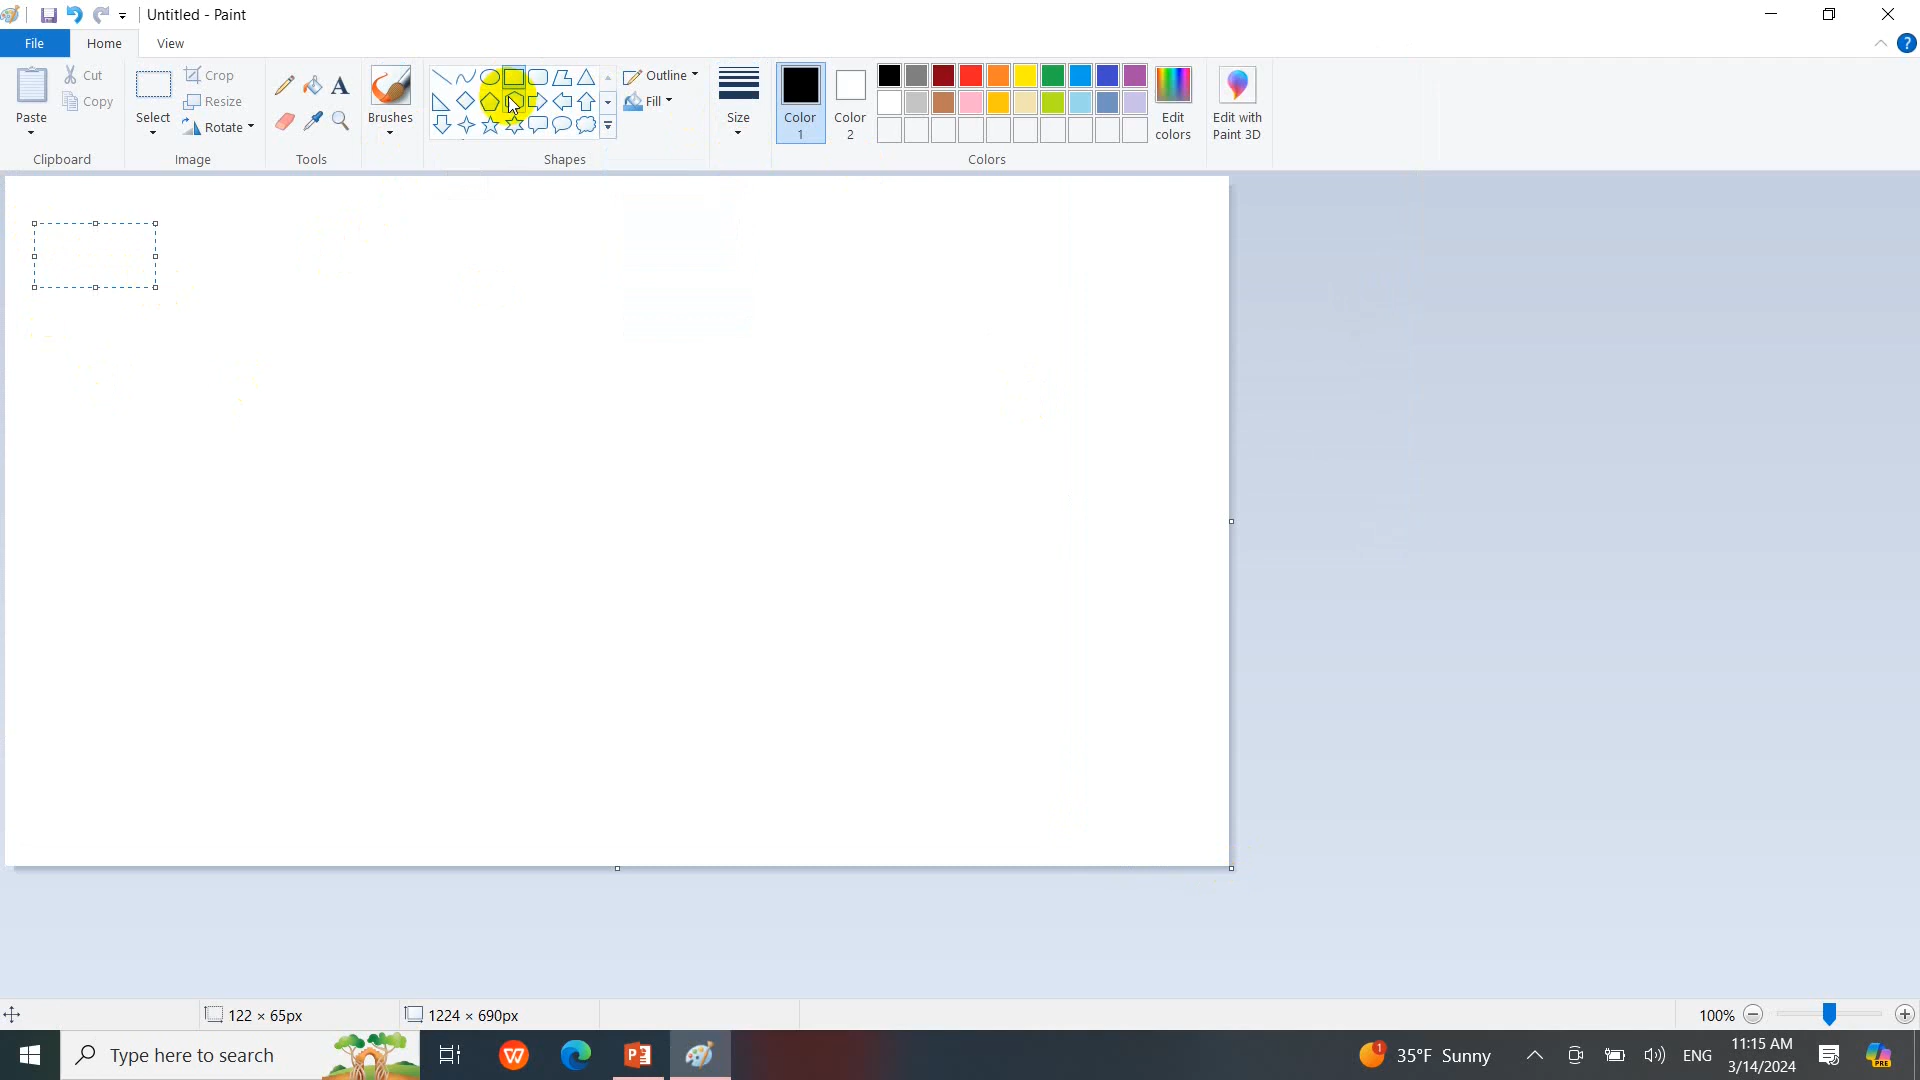 Untitled - Paint
File
Home
View
Paste
Cut
Copy
Clipboard
Select
Crop
Resize
Rotate
Image
Tools
Brushes
Outline
Fill
Shapes
Size
Color 1
Color 2
Edit colors
Colors
Edit with Paint 3D
122 × 65px
1224 × 690px
100%
Type here to search
35°F Sunny
ENG
11:15 AM
3/14/2024